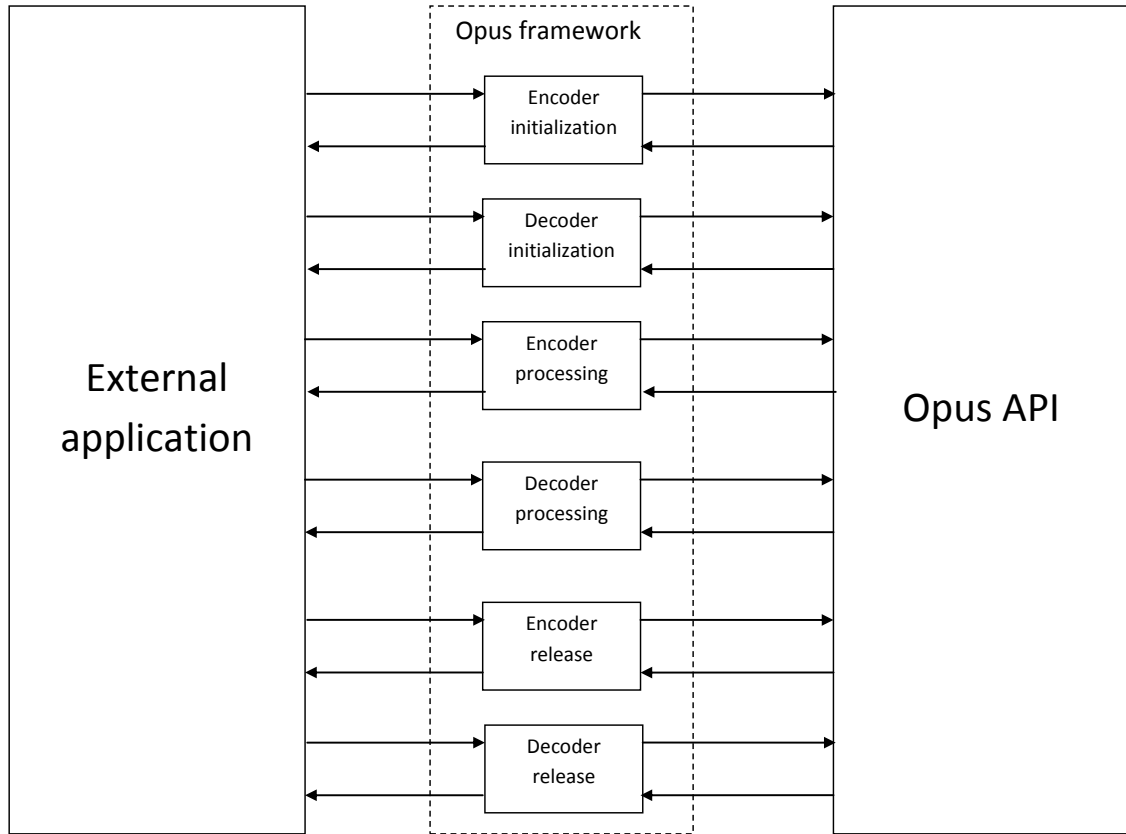 Opus framework
Encoder
initialization
Decoder
initialization
Encoder
processing
Decoder
processing
Encoder
release
Decoder
release
External
application
Opus API